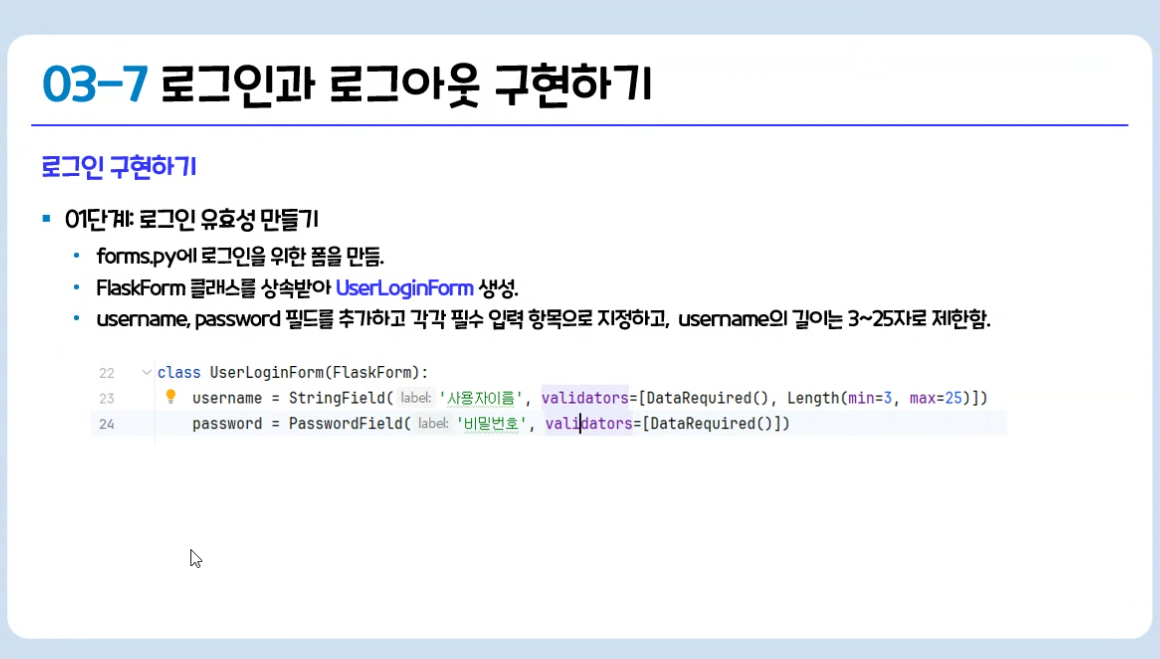 03-7 로그인과 로그아웃 구현하기
로그인 구현하기
01단계: 로그인 유효성 만들기
forms.py에 로그인을 위한 폼을 만듦.
FlaskForm 클래스를 상속받아 UserLoginForm 생성.
username, password 필드를 추가하고 각각 필수 입력 항목으로 지정하고, username의 길이는 3~25자로 제한함.
22 class UserLoginForm(FlaskForm):
23 username = StringField( label: '사용자이름', validators=[DataRequired(), Length(min=3, max=25)])
24 password = PasswordField( label: '비밀번호', validators=[DataRequired()])